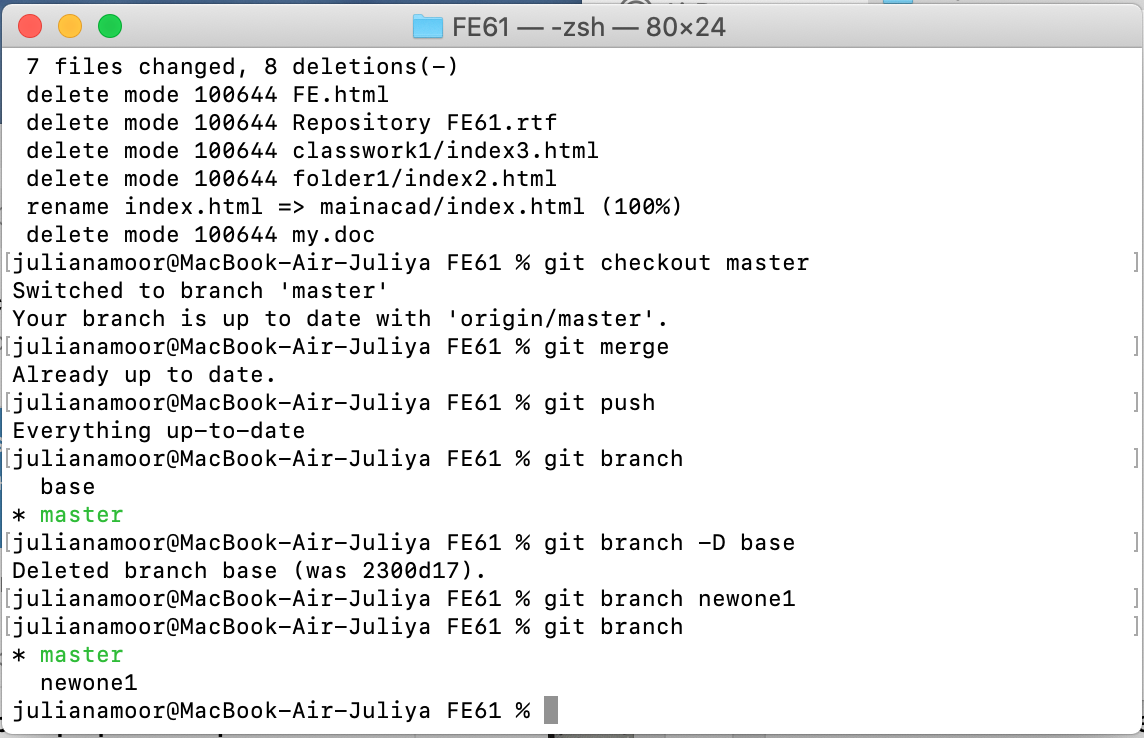 FE61 — -zsh — 80×24
7 files changed, 8 deletions(-)
delete mode 100644 FE.html
delete mode 100644 Repository FE61.rtf
delete mode 100644 classwork1/index3.html
delete mode 100644 folder1/index2.html
rename index.html => mainacad/index.html (100%)
delete mode 100644 my.doc
[julianamoor@MacBook-Air-Juliya FE61 % git checkout master ]
Switched to branch 'master'
Your branch is up to date with 'origin/master'.
[julianamoor@MacBook-Air-Juliya FE61 % git merge ]
Already up to date.
[julianamoor@MacBook-Air-Juliya FE61 % git push ]
Everything up-to-date
[julianamoor@MacBook-Air-Juliya FE61 % git branch ]
base
* master
[julianamoor@MacBook-Air-Juliya FE61 % git branch -D base ]
Deleted branch base (was 2300d17).
[julianamoor@MacBook-Air-Juliya FE61 % git branch newone1 ]
[julianamoor@MacBook-Air-Juliya FE61 % git branch ]
* master
newone1
julianamoor@MacBook-Air-Juliya FE61 %